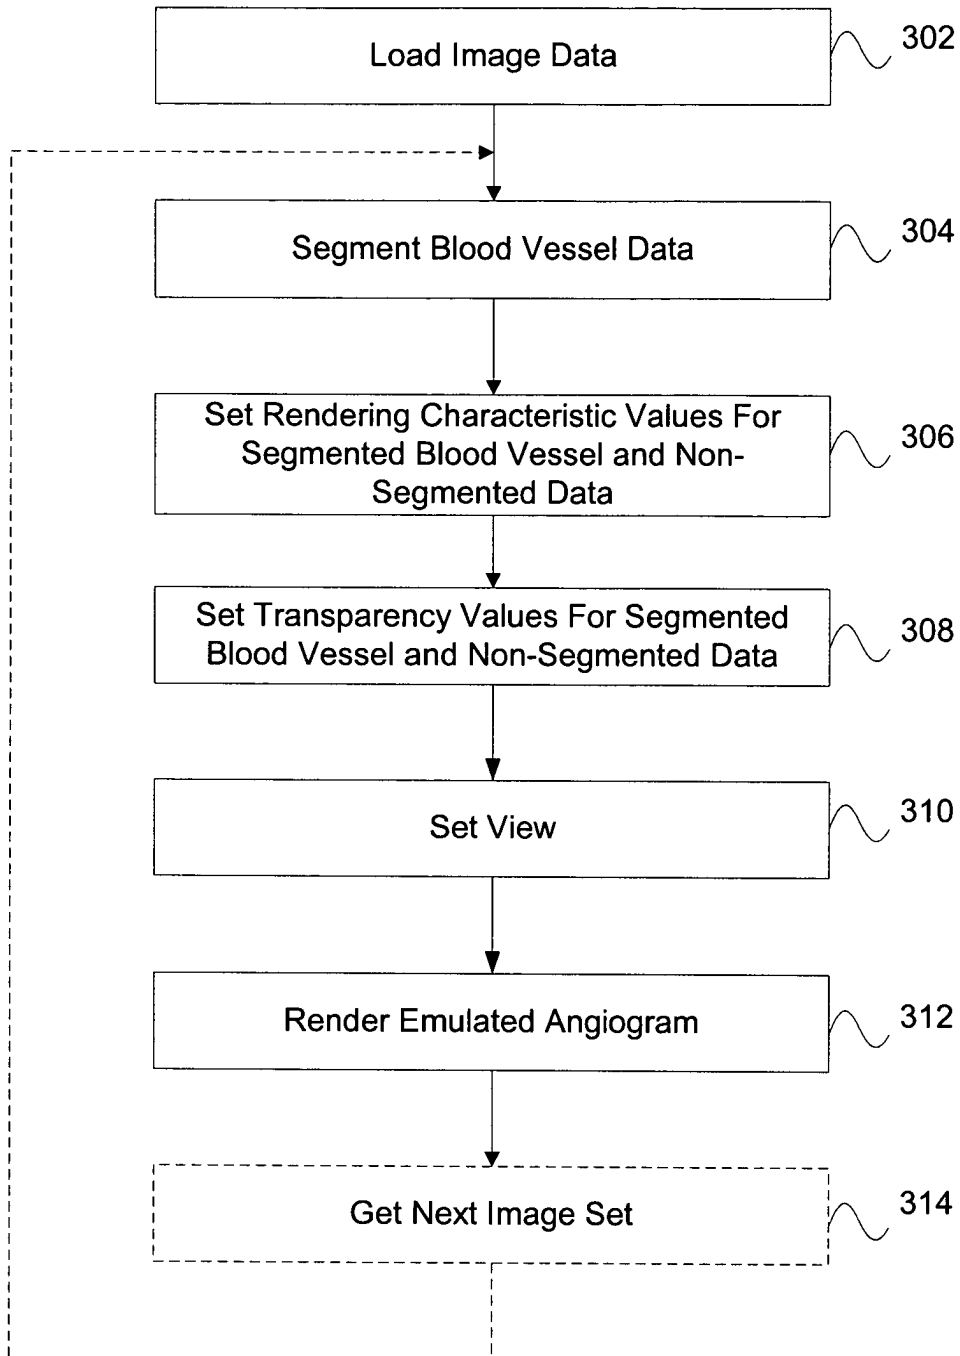 Load Image Data
302
Segment Blood Vessel Data
304
Set Rendering Characteristic Values For
Segmented Blood Vessel and Non-
Segmented Data
306
Set Transparency Values For Segmented
Blood Vessel and Non-Segmented Data
308
Set View
310
Render Emulated Angiogram
312
Get Next Image Set
314